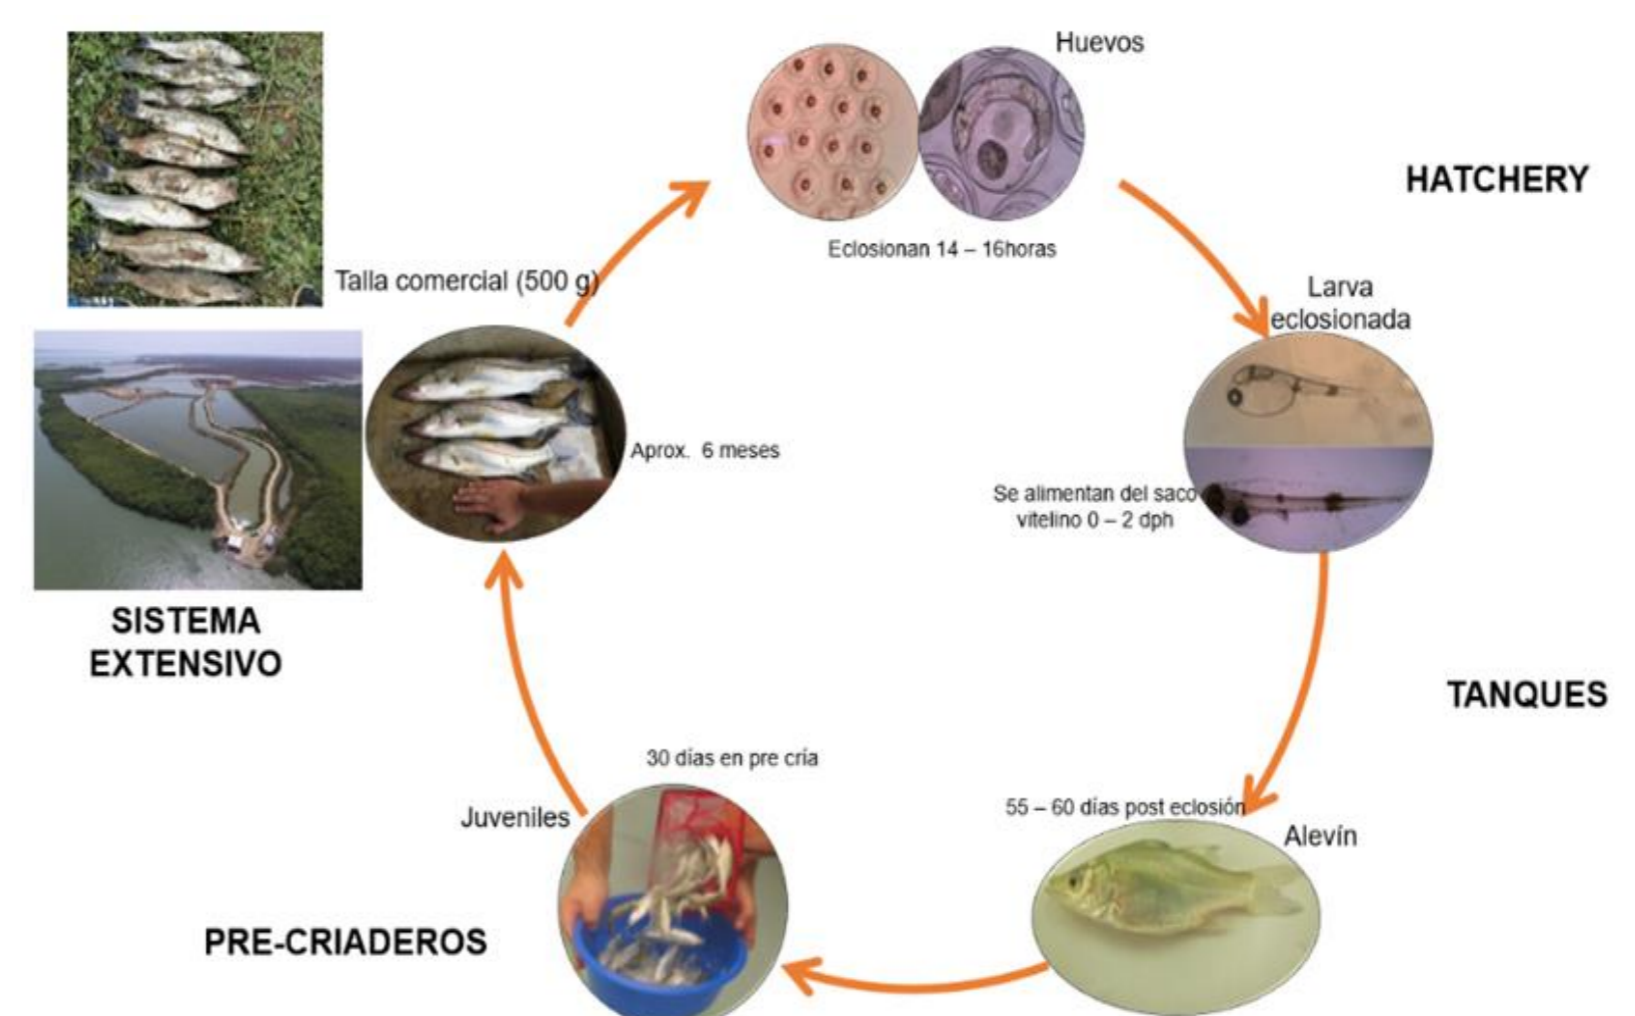 Huevos
HATCHERY
Eclosionan 14 – 16horas
Talla comercial (500 g)
Larva
eclosionada
Aprox.  6 meses
Se alimentan del saco
vitelino 0 – 2 dph
SISTEMA
EXTENSIVO
TANQUES
30 días en pre cría
55 – 60 días post eclosión
Juveniles
Alevín
PRE-CRIADEROS